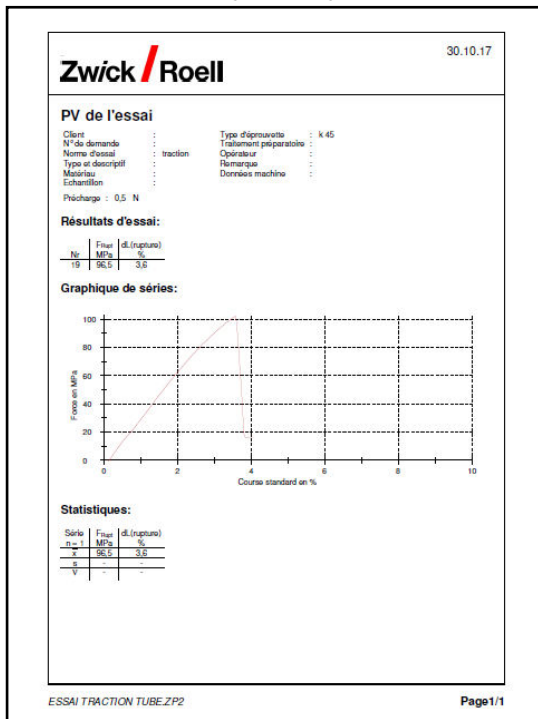 30.10.17
Zwick / Roell
PV de l'essai
Client : Type d'éprouvette : k 45
N° de demande : Traitement préparatoire :
Norme d'essai : traction Opérateur :
Type et descriptif : Remarque :
Matériau : Données machine :
Echantillon :
Précharge : 0,5 N
Résultats d'essai:
FRupt dL(rupture)
Nr MPa %
19 96,5 3,6
Graphique de séries:
100
80
60
40
20
0
Force en MPa
0 2 4 6 8 10
Course standard en %
Statistiques:
Série FRupt dL(rupture)
n = 1 MPa %
x 96,5 3,6
s - -
V - -
ESSAI TRACTION TUBE.ZP2 Page1/1